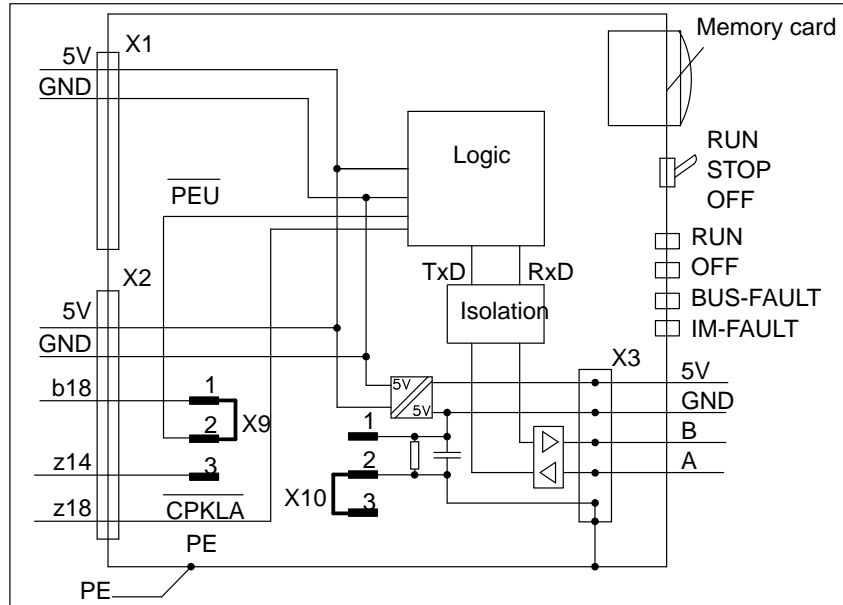 X1
5V
GND
Memory card
Logic
RUN
STOP
OFF
PEU
RUN
OFF
BUS-FAULT
IM-FAULT
TxD
RxD
X2
Isolation
5V
GND
X3
b18
1
2
X9
3
z14
z18
CPKLA
5V
5V
5V
GND
B
A
1
2
X10
3
PE
PE